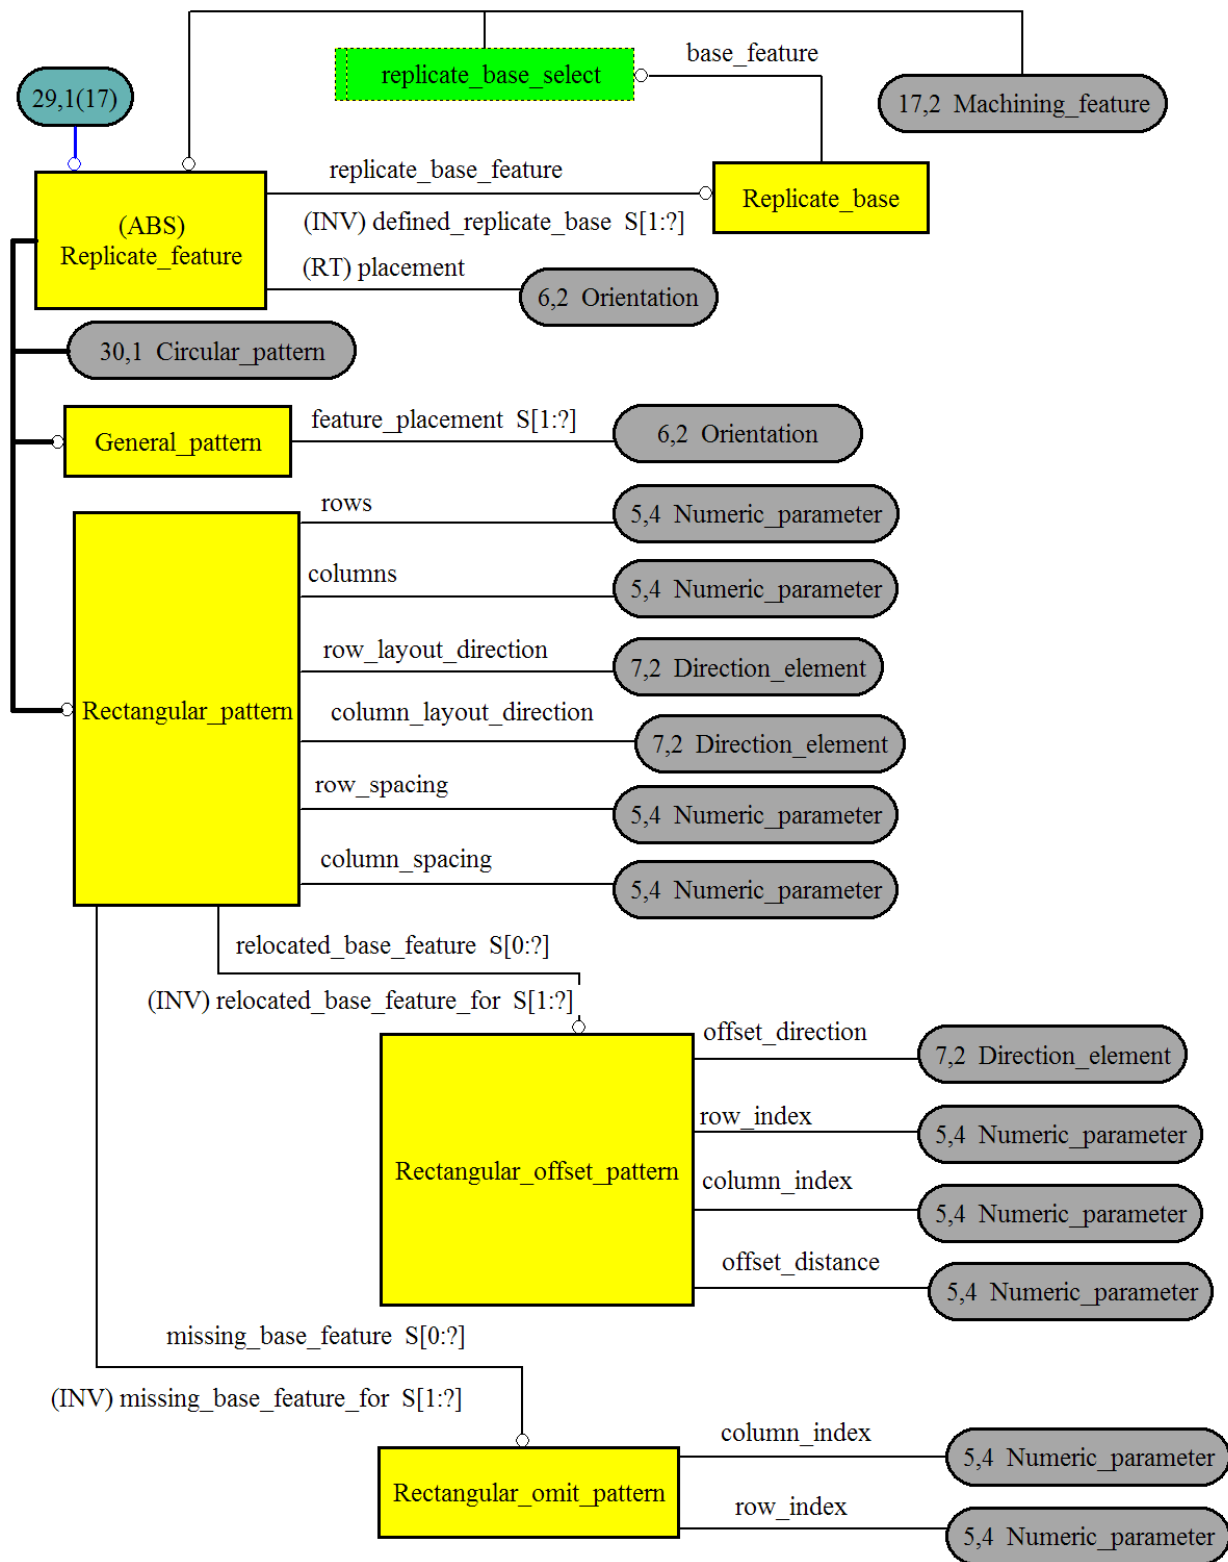 base_feature
replicate_base_select
29,1(17)
17,2 Machining_feature
replicate_base_feature
Replicate_base
(ABS)
Replicate_feature
(INV) defined_replicate_base S[1:?]
(RT) placement
6,2 Orientation
30,1 Circular_pattern
feature_placement S[1:?]
General_pattern
6,2 Orientation
rows
5,4 Numeric_parameter
columns
5,4 Numeric_parameter
row_layout_direction
7,2 Direction_element
Rectangular_pattern
column_layout_direction
7,2 Direction_element
row_spacing
5,4 Numeric_parameter
column_spacing
5,4 Numeric_parameter
relocated_base_feature S[0:?]
(INV) relocated_base_feature_for S[1:?]
offset_direction
7,2 Direction_element
row_index
5,4 Numeric_parameter
Rectangular_offset_pattern
column_index
5,4 Numeric_parameter
offset_distance
5,4 Numeric_parameter
missing_base_feature S[0:?]
(INV) missing_base_feature_for S[1:?]
column_index
5,4 Numeric_parameter
Rectangular_omit_pattern
row_index
5,4 Numeric_parameter